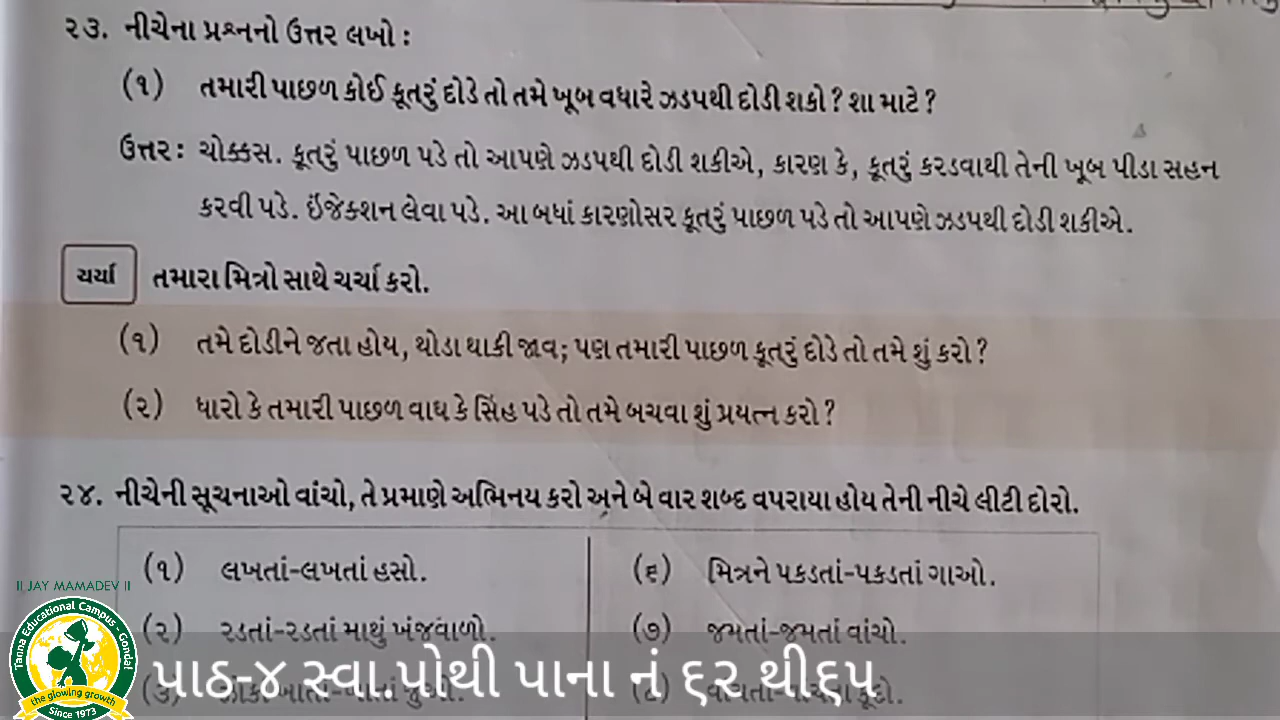 ૨૩. નીચેના પ્રશ્નનો ઉત્તર લખો :
(૧) તમારી પાછળ કોઈ કૂતરું દોડે તો તમે ખૂબ વધારે ઝડપથી દોડી શકો ? શા માટે ?
ઉત્તર : ચોક્કસ. કૂતરું પાછળ પડે તો આપણે ઝડપથી દોડી શકીએ, કારણ કે, કૂતરું કરડવાથી તેની ખૂબ પીડા સહન
કરવી પડે. ઈંજેક્શન લેવા પડે. આ બધાં કારણોસર કૂતરું પાછળ પડે તો આપણે ઝડપથી દોડી શકીએ.
ચર્ચા તમારા મિત્રો સાથે ચર્ચા કરો.
(૧) તમે દોડીને જતા હોય, થોડા થાકી જાવ; પણ તમારી પાછળ કૂતરું દોડે તો તમે શું કરો ?
(૨) ધારો કે તમારી પાછળ વાઘ કે સિંહ પડે તો તમે બચવા શું પ્રયત્ન કરો ?
૨૪. નીચેની સૂચનાઓ વાંચો, તે પ્રમાણે અભિનય કરો અને બે વાર શબ્દ વપરાયા હોય તેની નીચે લીટી દોરો.
(૧) લખતાં-લખતાં હસો.
(૬) મિત્રને પકડતાં-પકડતાં ગાઓ.
(૨) રડતાં-રડતાં માથું ખંજવાળો.
(૭) જમતાં-જમતાં વાંચો.
(૩)
(૮) કૂદો.
પાઠ-૪ સ્વા.પોથી પાના નં ૬૨ થી૬૫
II JAY MAMADEV II
Tanna Educational Campus - Gondal
the glowing growth
Since 1973